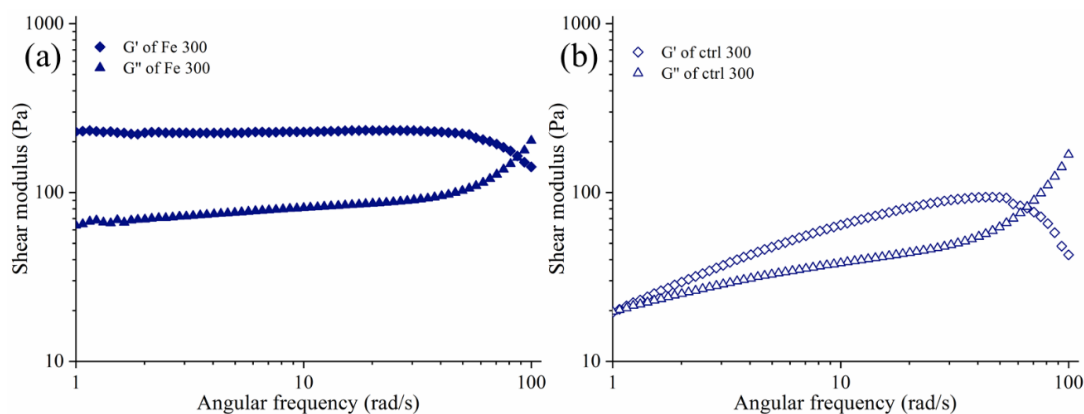 (a)
G' of Fe 300
G'' of Fe 300
Shear modulus (Pa)
1000
100
10
1
10
100
Angular frequency (rad/s)
(b)
G' of ctrl 300
G'' of ctrl 300
Shear modulus (Pa)
1000
100
10
1
10
100
Angular frequency (rad/s)